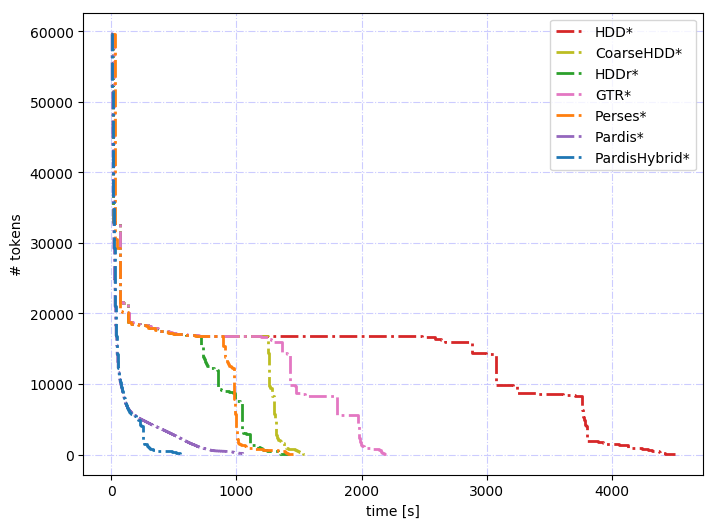 60000
50000
40000
30000
20000
10000
0
# tokens
0 1000 2000 3000 4000
time [s]
HDD*
CoarseHDD*
HDDr*
GTR*
Perses*
Pardis*
PardisHybrid*